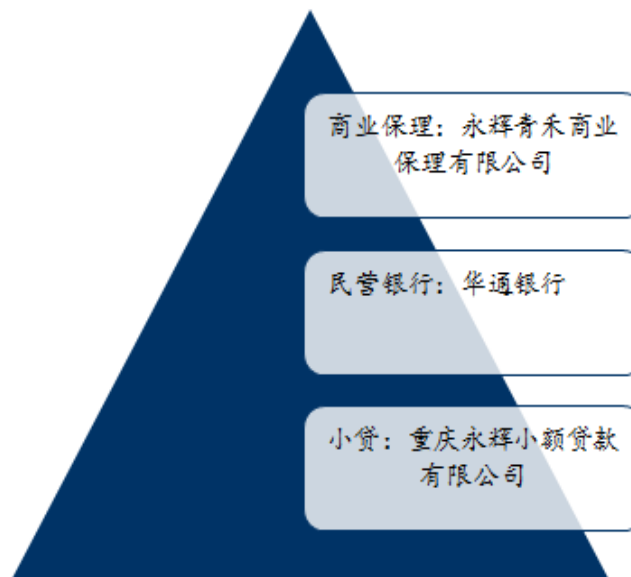 商业保理：永辉青禾商业
保理有限公司
民营银行：华通银行
小贷：重庆永辉小额贷款
有限公司